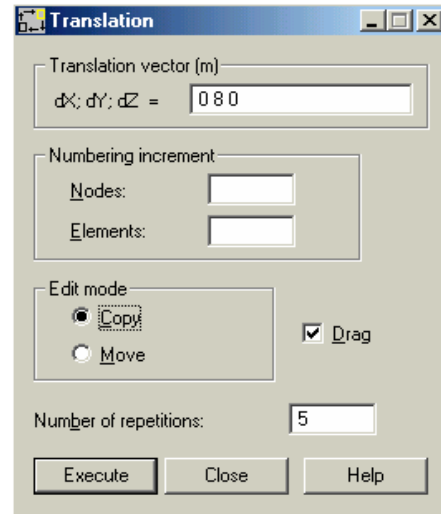 Translation
Translation vector (m)
dX; dY; dZ = 0 8 0
Numbering increment
Nodes:
Elements:
Edit mode
Copy
Move
Drag
Number of repetitions: 5
Execute Close Help